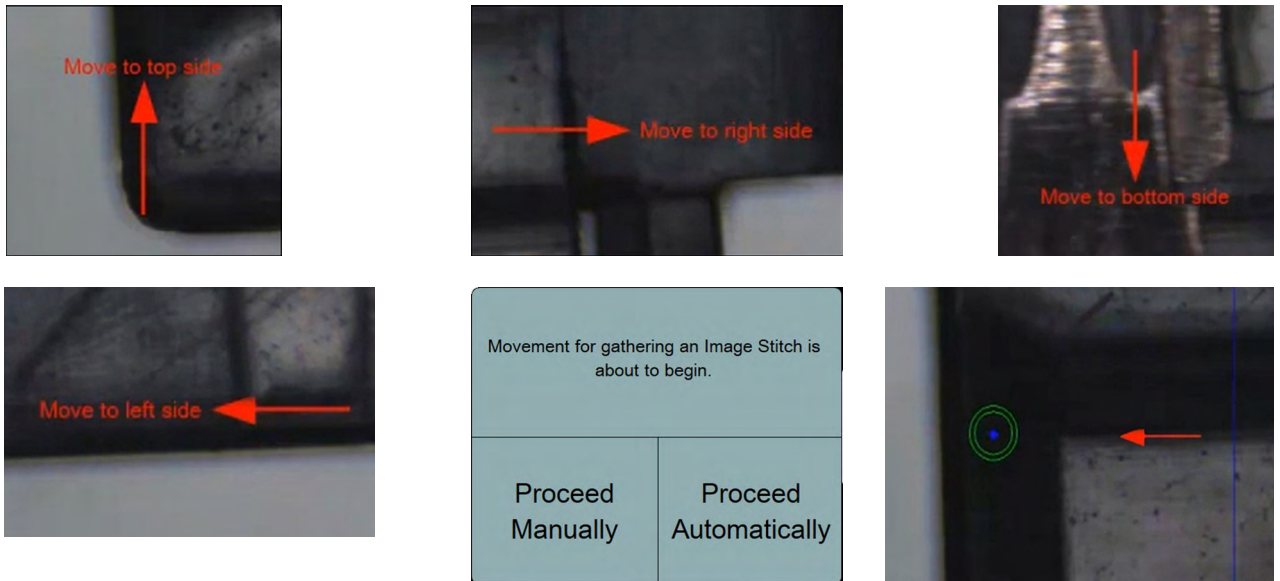 Move to top side
Move to right side
Move to bottom side
Move to left side
Movement for gathering an Image Stitch is
about to begin.
Proceed
Manually
Proceed
Automatically